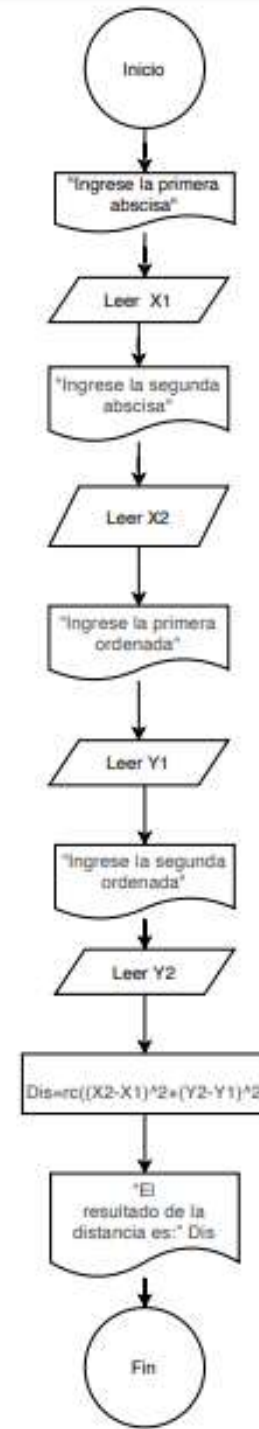 Inicio
"Ingrese la primera
abscisa"
Leer X1
"Ingrese la segunda
abscisa"
Leer X2
"Ingrese la primera
ordenada"
Leer Y1
"Ingrese la segunda
ordenada"
Leer Y2
Dis=rc((X2-X1)^2+(Y2-Y1)^2
"El
resultado de la
distancia es:" Dis
Fin